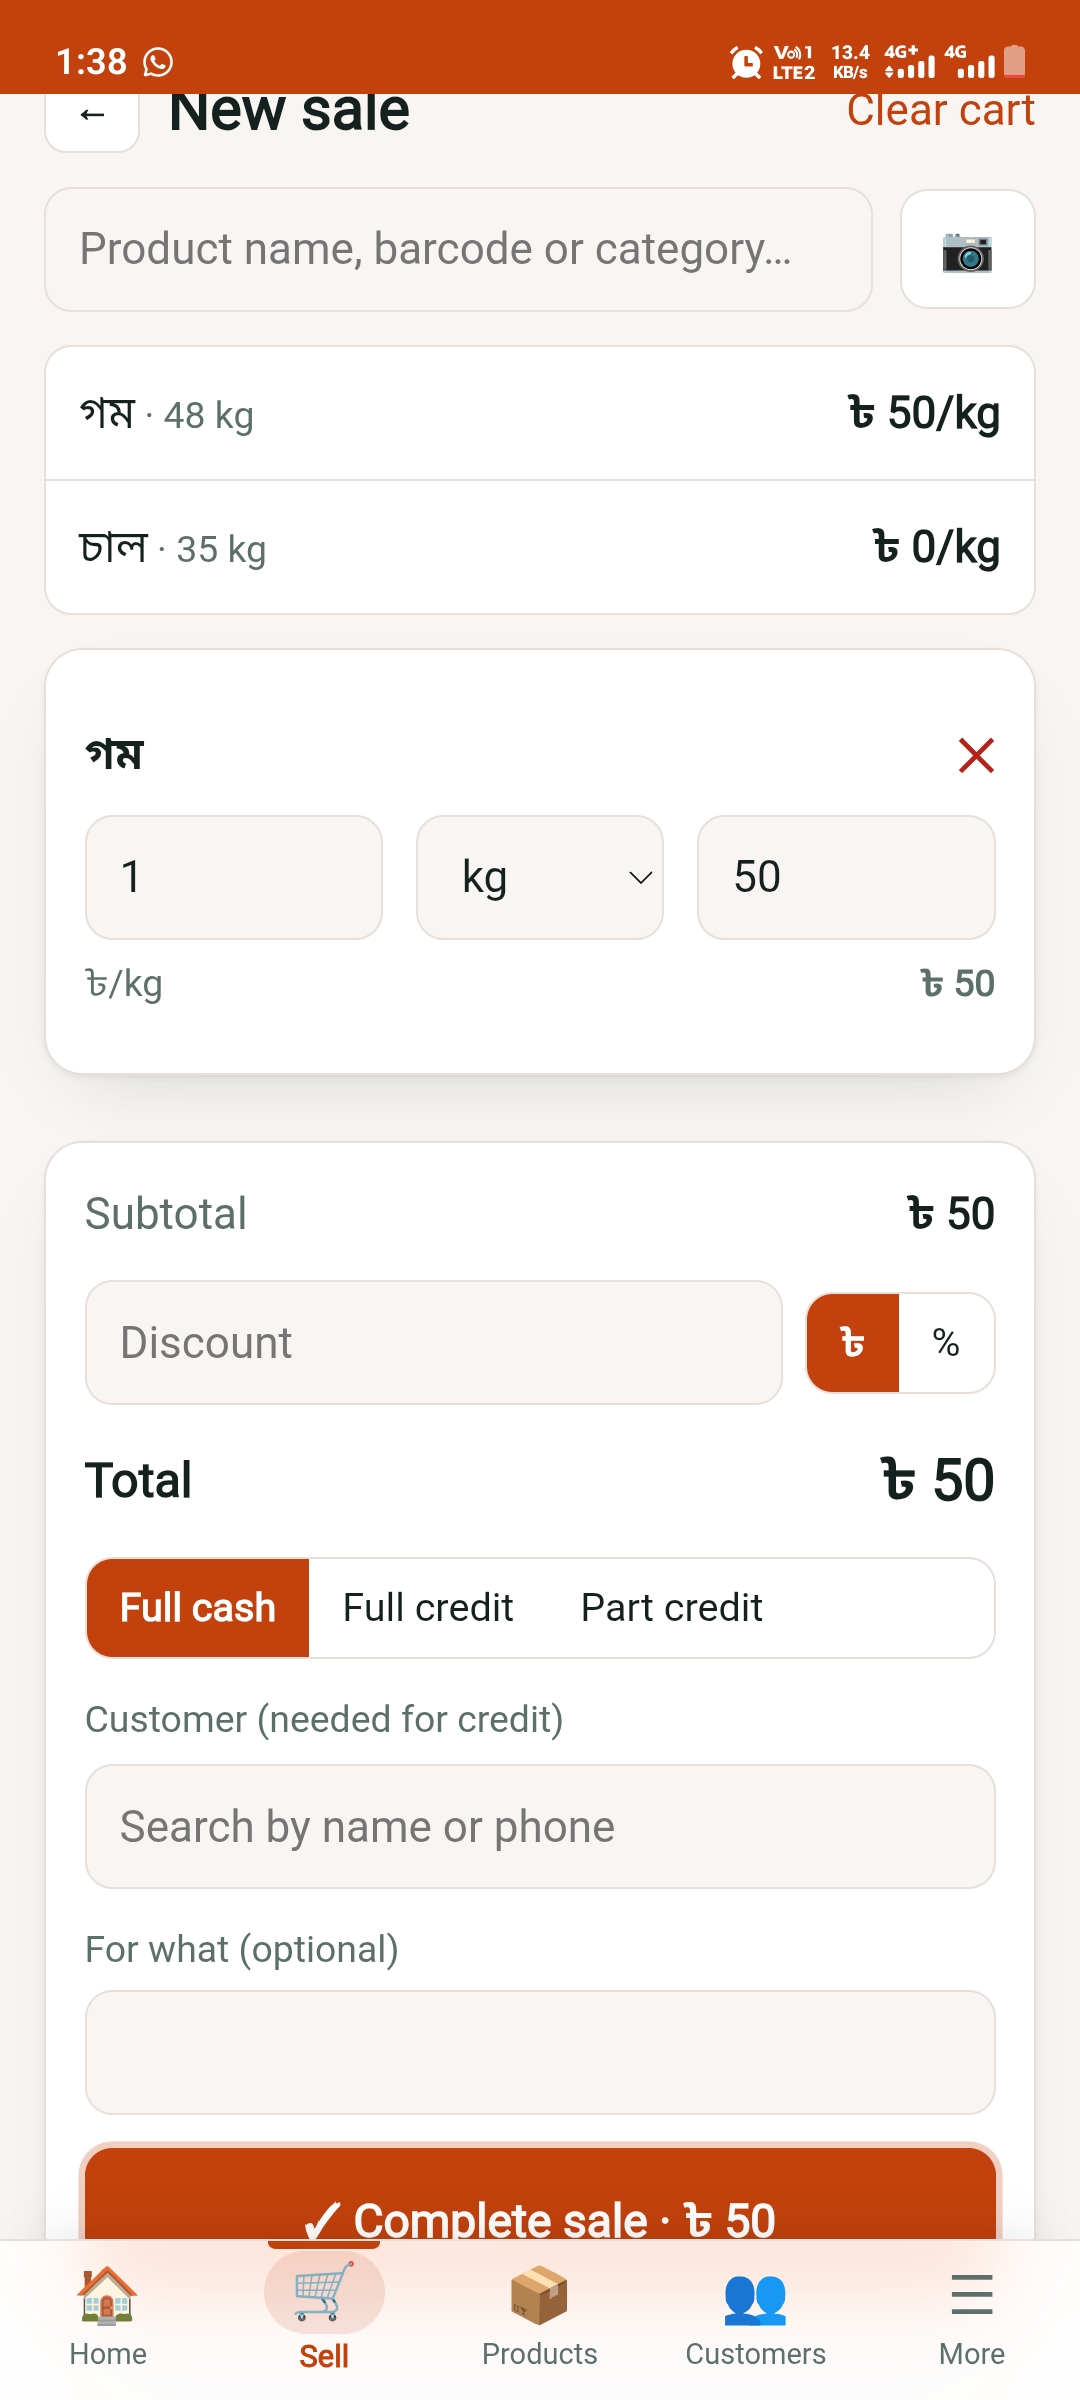 1:38 Vo) 1 LTE2 13.4 KB/s 4G+ 4G
← New sale Clear cart
Product name, barcode or category...
গম · 48 kg ৳ 50/kg
চাল · 35 kg ৳ 0/kg
গম
1 kg 50
৳/kg ৳ 50
Subtotal ৳ 50
Discount ৳ %
Total ৳ 50
Full cash Full credit Part credit
Customer (needed for credit)
Search by name or phone
For what (optional)
✓ Complete sale · ৳ 50
Home Sell Products Customers More